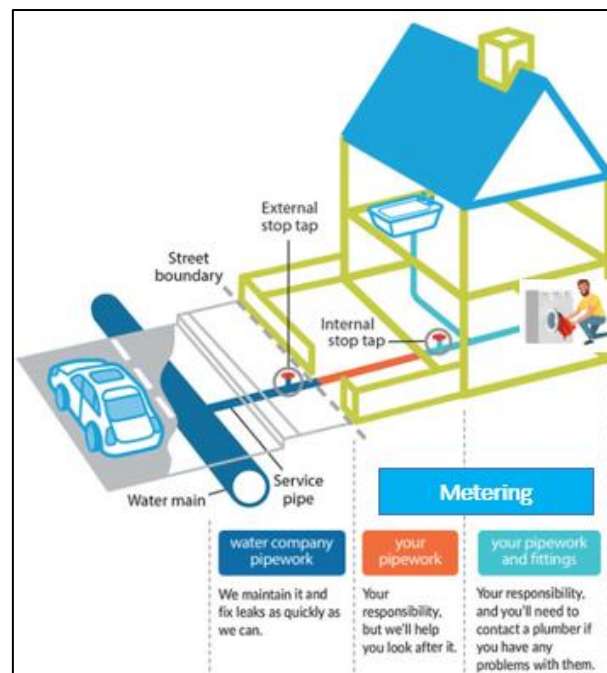 External
stop tap
Street
boundary
Internal
stop tap
Service
pipe
Water main
Metering
water company
pipework
We maintain it and
fix leaks as quickly as
we can.
your
pipework
Your
responsibility,
but we'll help
you look after it.
your pipework
and fittings
Your responsibility,
and you'll need to
contact a plumber if
you have any
problems with them.